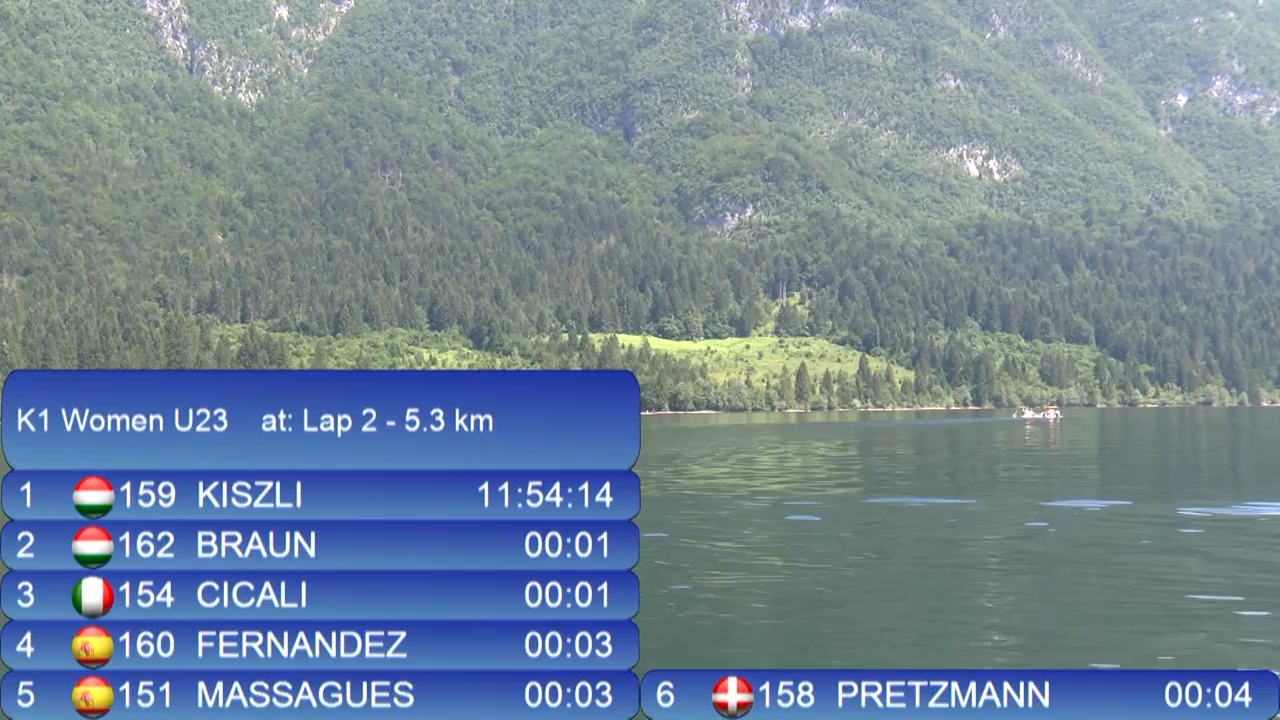 K1 Women U23 at: Lap 2 - 5.3 km
1 159 KISZLI 11:54:14
2 162 BRAUN 00:01
3 154 CICALI 00:01
4 160 FERNANDEZ 00:03
5 151 MASSAGUES 00:03
6 158 PRETZMANN 00:04